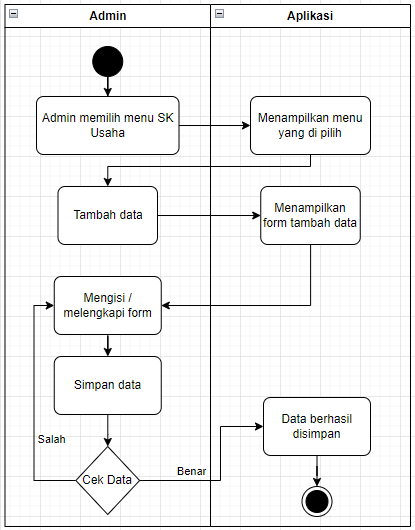 Admin
Aplikasi
Admin memilih menu SK
Usaha
Menampilkan menu
yang di pilih
Tambah data
Menampilkan
form tambah data
Mengisi /
melengkapi form
Simpan data
Data berhasil
disimpan
Salah
Cek Data
Benar